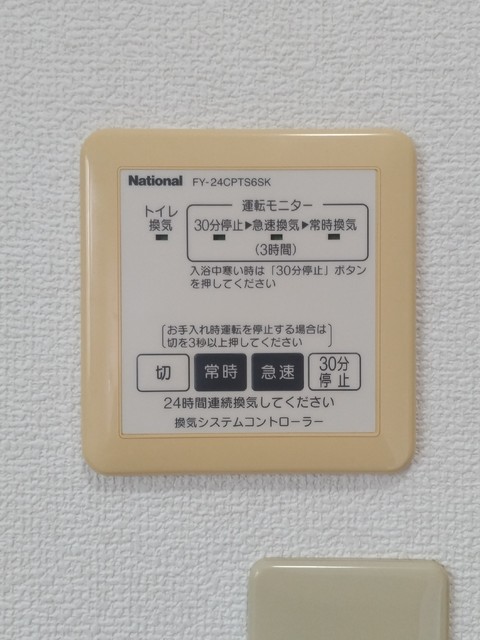 National FY-24CPTS6SK
トイレ
換気
運転モニター
30分停止▶急速換気▶常時換気
(3時間)
入浴中寒い時は「30分停止」ボタン
を押してください
お手入れ時運転を停止する場合は
切を3秒以上押してください
切 常時 急速 30分
停止
24時間連続換気してください
換気システムコントローラー